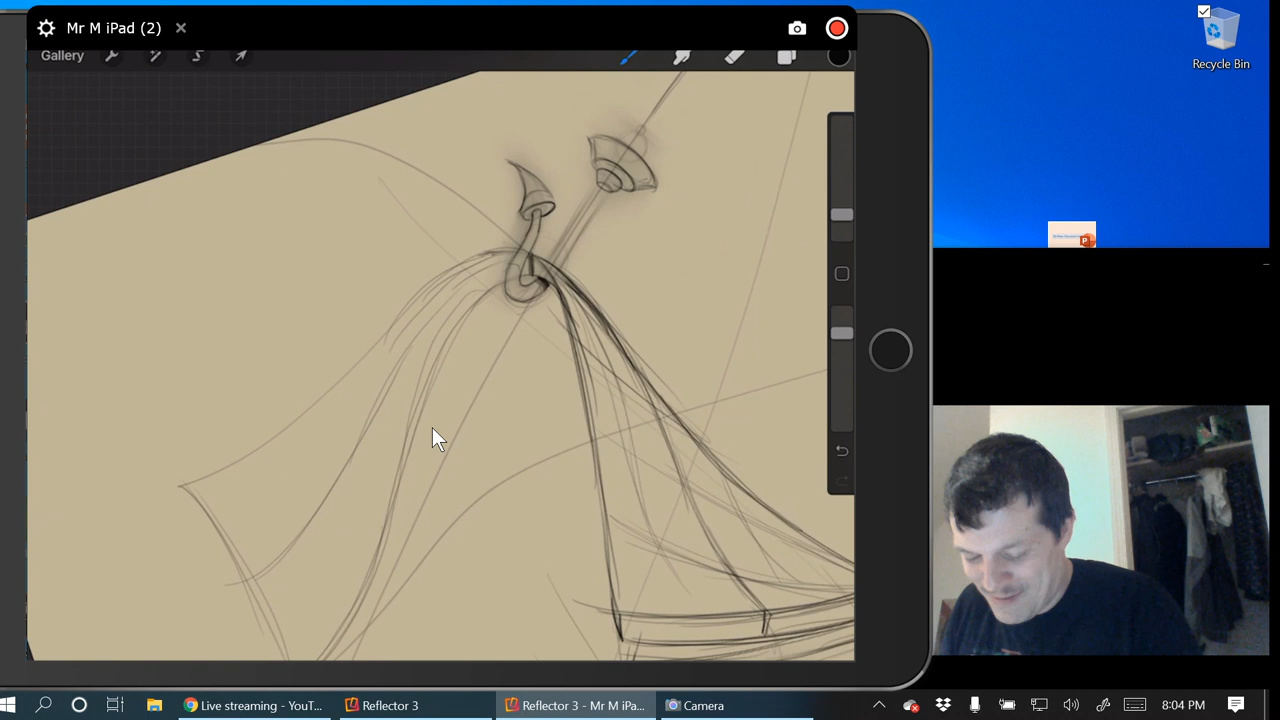 Mr M iPad (2)
Gallery
Recycle Bin
Live streaming - YouT...
Reflector 3
Reflector 3 - Mr M iPa...
Camera
8:04 PM